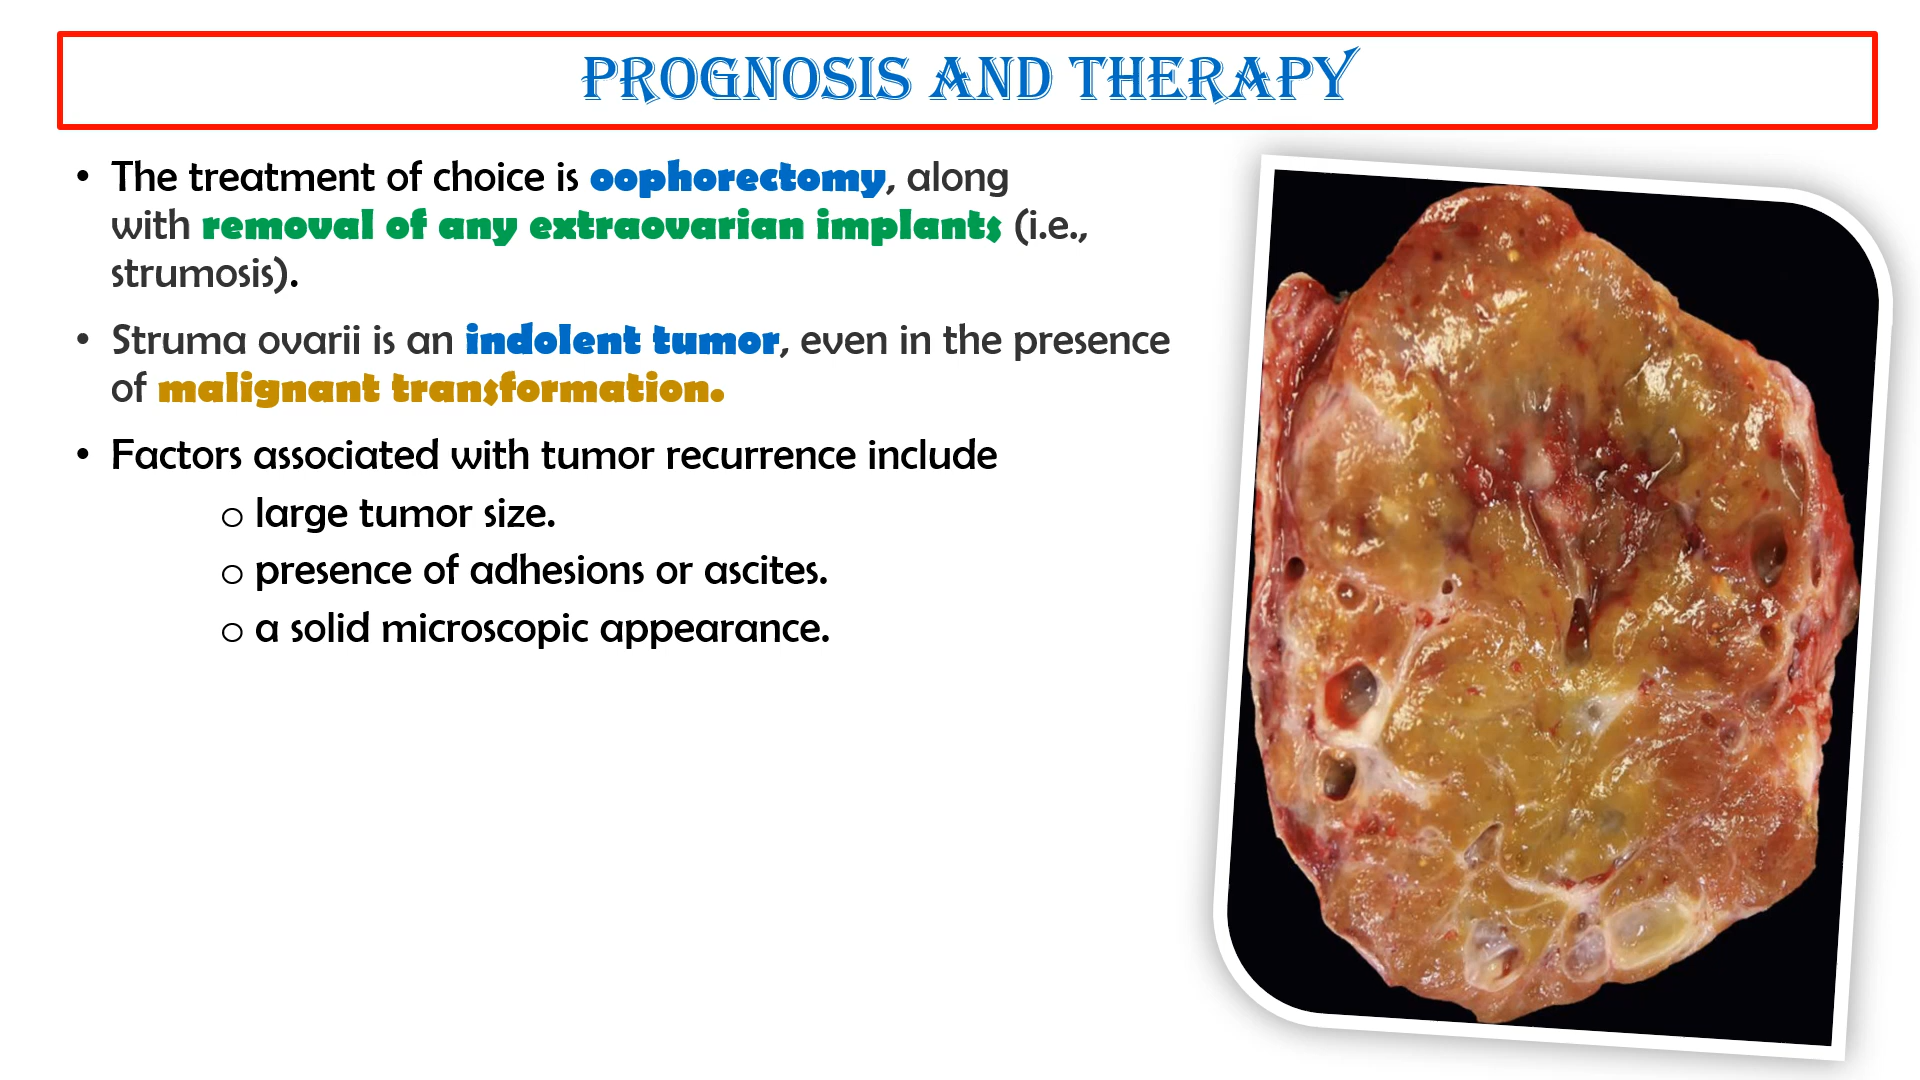 PROGNOSIS AND THERAPY
• The treatment of choice is oophorectomy, along
with removal of any extraovarian implants (i.e.,
strumosis).
• Struma ovarii is an indolent tumor, even in the presence
of malignant transformation.
• Factors associated with tumor recurrence include
o large tumor size.
o presence of adhesions or ascites.
o a solid microscopic appearance.